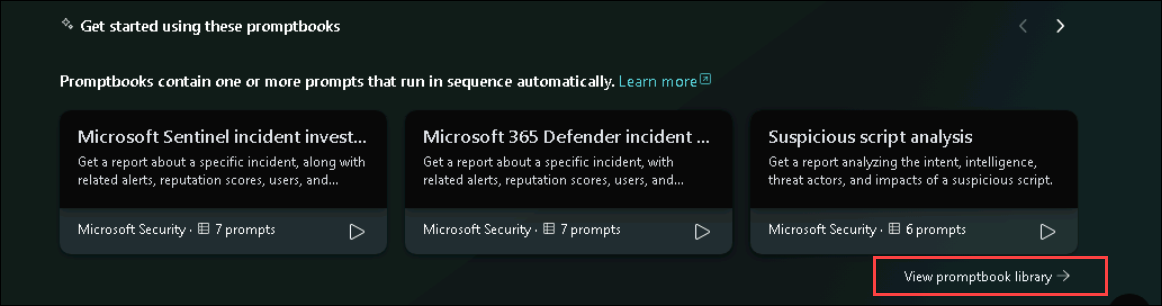 Get started using these promptbooks
Promptbooks contain one or more prompts that run in sequence automatically. Learn more
Microsoft Sentinel incident invest...
Get a report about a specific incident, along with
related alerts, reputation scores, users, and...
Microsoft Security · 7 prompts
Microsoft 365 Defender incident ...
Get a report about a specific incident, with
related alerts, reputation scores, users, and...
Microsoft Security · 7 prompts
Suspicious script analysis
Get a report analyzing the intent, intelligence,
threat actors, and impacts of a suspicious script.
Microsoft Security · 6 prompts
View promptbook library